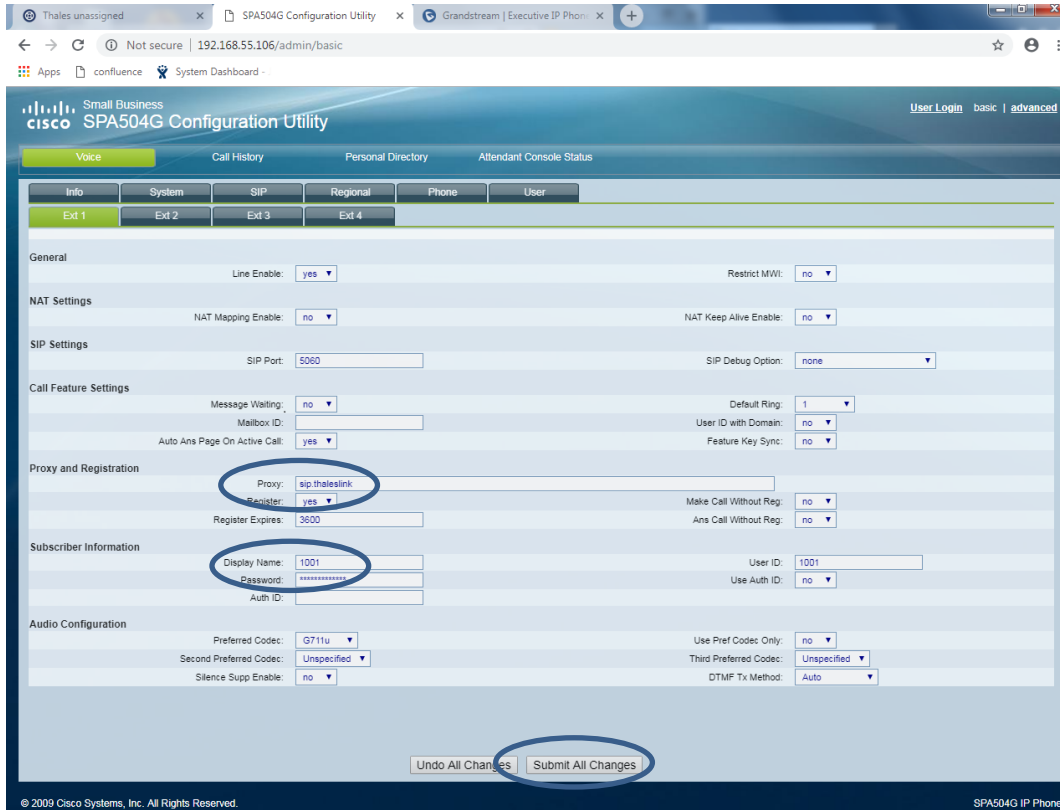 Thales unassigned SPA504G Configuration Utility Grandstream | Executive IP Phon
Not secure | 192.168.55.106/admin/basic
Apps confluence System Dashboard -
Small Business
cisco SPA504G Configuration Utility
User Login basic | advanced
Voice Call History Personal Directory Attendant Console Status
Info System SIP Regional Phone User
Ext 1 Ext 2 Ext 3 Ext 4
General
Line Enable: yes Restrict MWI: no
NAT Settings
NAT Mapping Enable: no NAT Keep Alive Enable: no
SIP Settings
SIP Port: 5060 SIP Debug Option: none
Call Feature Settings
Message Waiting: no Default Ring: 1
Mailbox ID: User ID with Domain: no
Auto Ans Page On Active Call: yes Feature Key Sync: no
Proxy and Registration
Proxy: sip.thaleslink
Register: yes Make Call Without Reg: no
Register Expires: 3600 Ans Call Without Reg: no
Subscriber Information
Display Name: 1001 User ID: 1001
Password: ************* Use Auth ID: no
Auth ID:
Audio Configuration
Preferred Codec: G711u Use Pref Codec Only: no
Second Preferred Codec: Unspecified Third Preferred Codec: Unspecified
Silence Supp Enable: no DTMF Tx Method: Auto
Undo All Changes Submit All Changes
© 2009 Cisco Systems, Inc. All Rights Reserved. SPA504G IP Phone